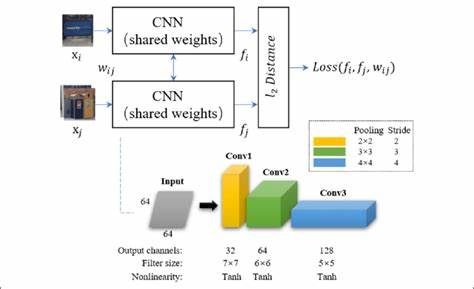 CNN
(shared weights)
x_i
f_i
w_ij
l_2 Distance
Loss(f_i, f_j, w_ij)
CNN
(shared weights)
x_j
f_j
Pooling Stride
2×2 2
3×3 3
4×4 4
Conv1
Conv2
Conv3
Input
64
64
Output channels: 32 64 128
Filter size: 7×7 6×6 5×5
Nonlinearity: Tanh Tanh Tanh